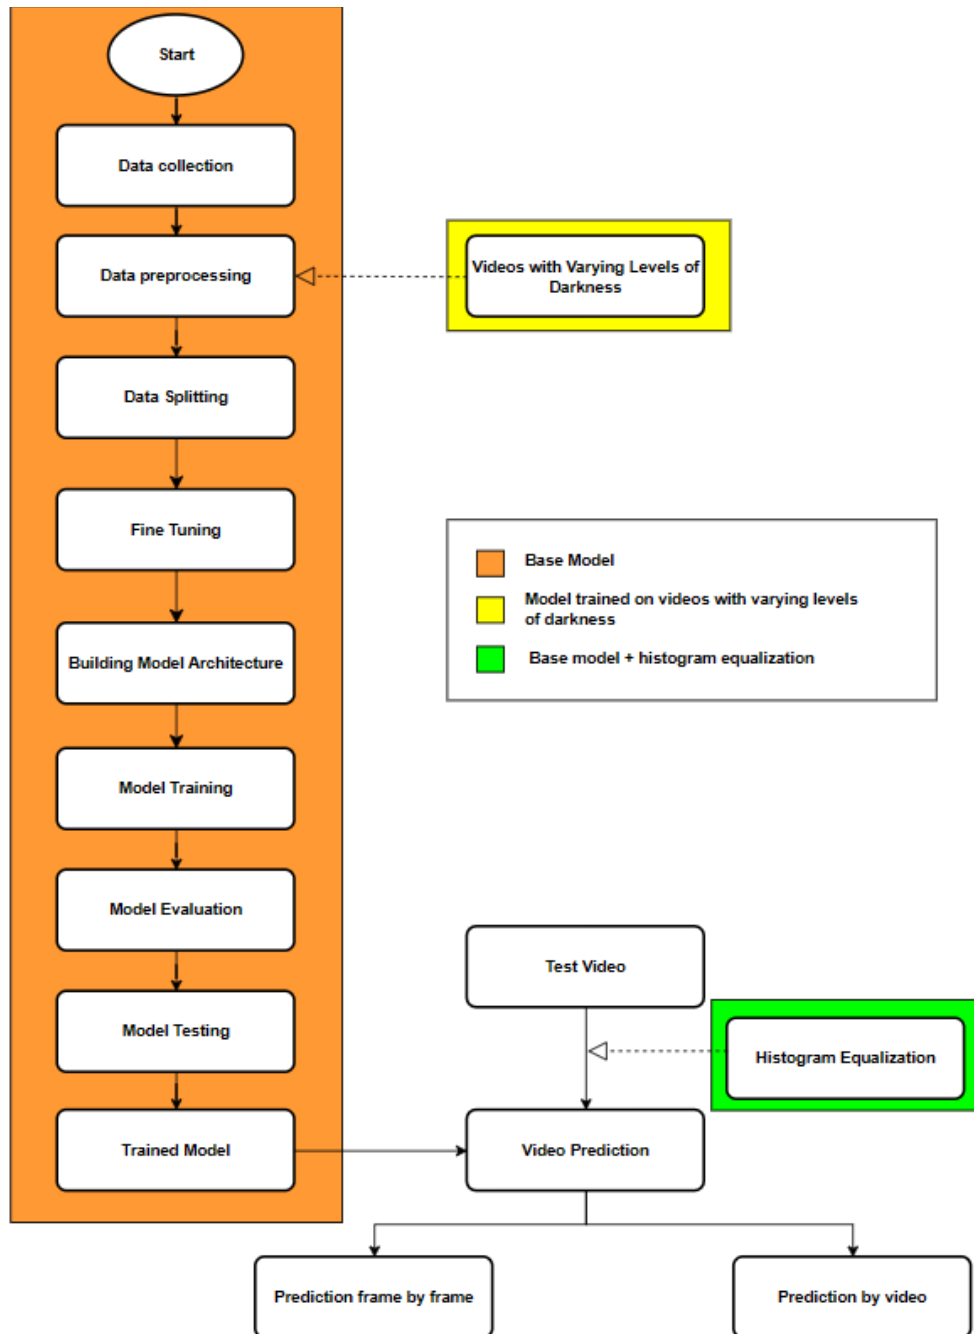 Start
Data collection
Data preprocessing
Videos with Varying Levels of
Darkness
Data Splitting
Fine Tuning
Base Model
Model trained on videos with varying levels
of darkness
Base model + histogram equalization
Building Model Architecture
Model Training
Model Evaluation
Test Video
Model Testing
Histogram Equalization
Trained Model
Video Prediction
Prediction frame by frame
Prediction by video